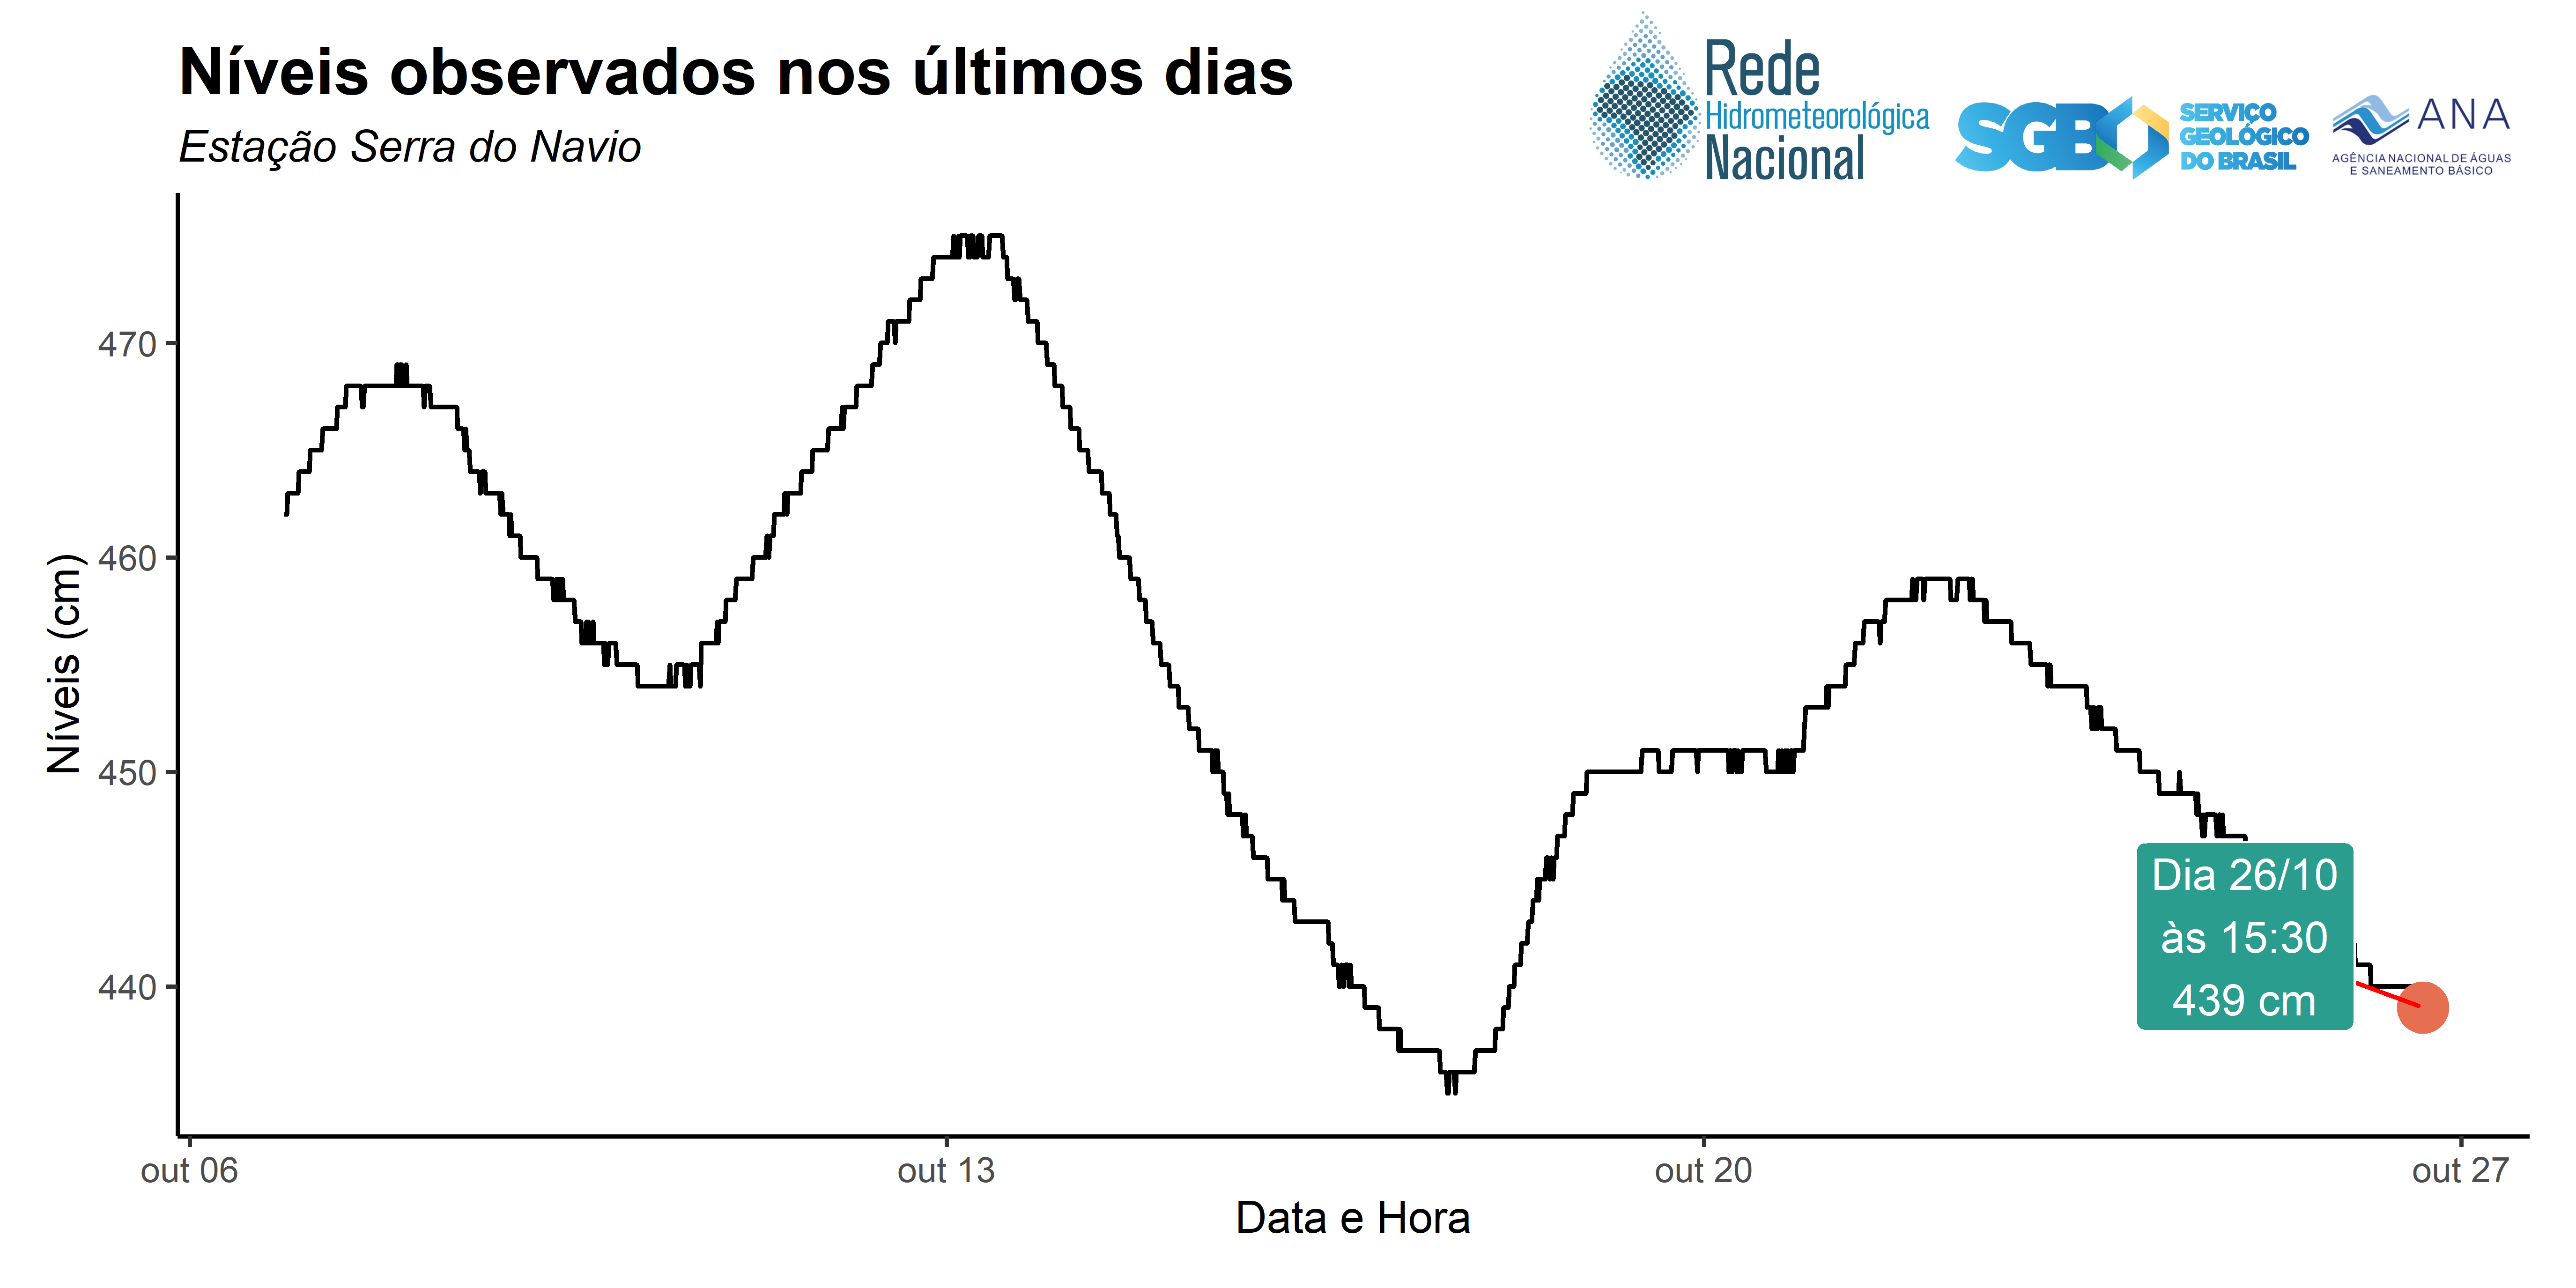 Níveis observados nos últimos dias
Estação Serra do Navio
Rede
Hidrometeorológica
Nacional
SGB
SERVIÇO
GEOLÓGICO
DO BRASIL
ANA
AGÊNCIA NACIONAL DE ÁGUAS
E SANEAMENTO BÁSICO
Níveis (cm)
470
460
450
440
Dia 26/10
às 15:30
439 cm
out 06
out 13
out 20
out 27
Data e Hora